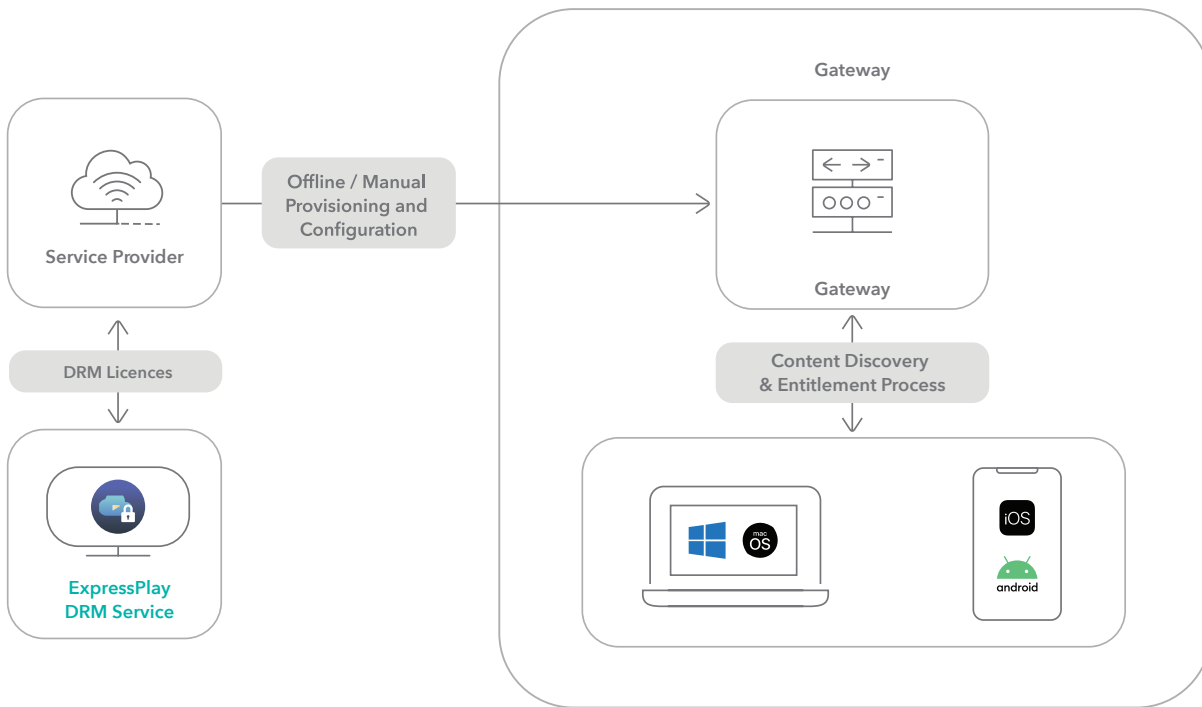 Gateway
Service Provider
Offline / Manual
Provisioning and
Configuration
Gateway
DRM Licences
Content Discovery
& Entitlement Process
ExpressPlay
DRM Service
mac
OS
iOS
android